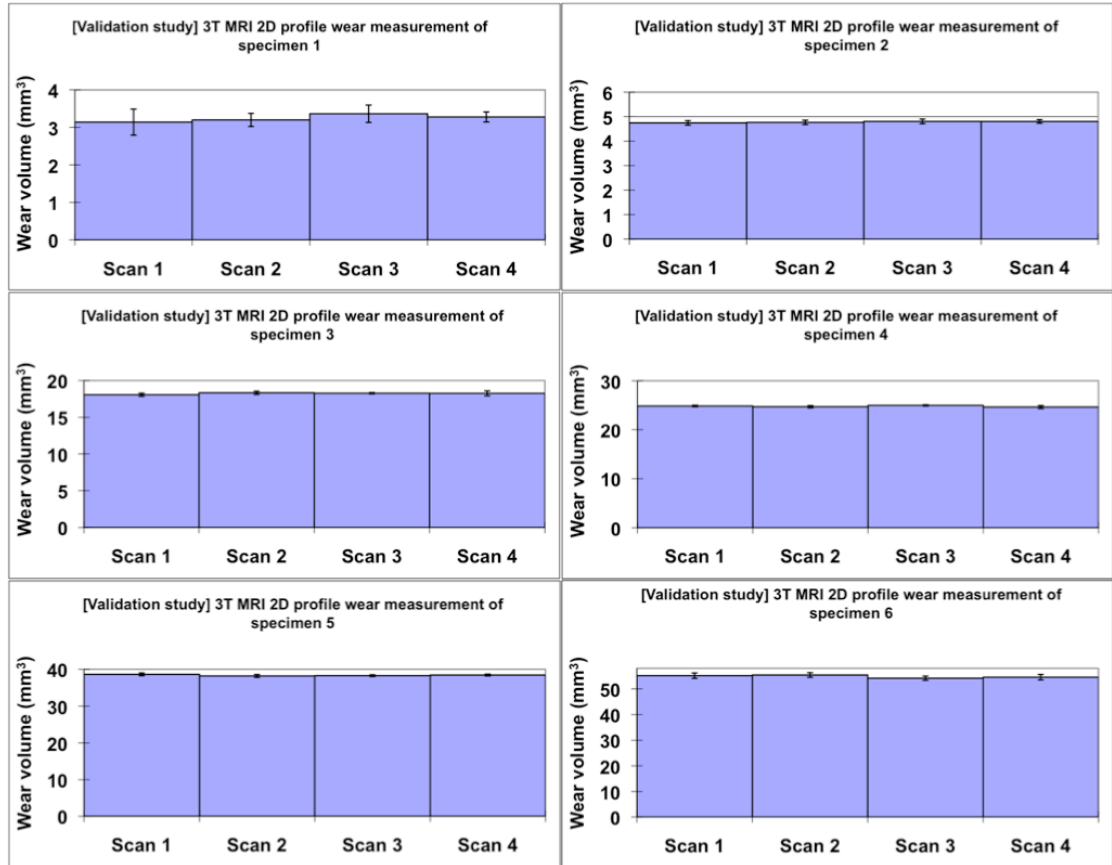 [Validation study] 3T MRI 2D profile wear measurement of
specimen 1
Wear volume (mm³)
4
3
2
1
0
Scan 1 Scan 2 Scan 3 Scan 4
[Validation study] 3T MRI 2D profile wear measurement of
specimen 2
Wear volume (mm³)
6
5
4
3
2
1
0
Scan 1 Scan 2 Scan 3 Scan 4
[Validation study] 3T MRI 2D profile wear measurement of
specimen 3
Wear volume (mm³)
20
15
10
5
0
Scan 1 Scan 2 Scan 3 Scan 4
[Validation study] 3T MRI 2D profile wear measurement of
specimen 4
Wear volume (mm³)
30
20
10
0
Scan 1 Scan 2 Scan 3 Scan 4
[Validation study] 3T MRI 2D profile wear measurement of
specimen 5
Wear volume (mm³)
40
30
20
10
0
Scan 1 Scan 2 Scan 3 Scan 4
[Validation study] 3T MRI 2D profile wear measurement of
specimen 6
Wear volume (mm³)
50
40
30
20
10
0
Scan 1 Scan 2 Scan 3 Scan 4